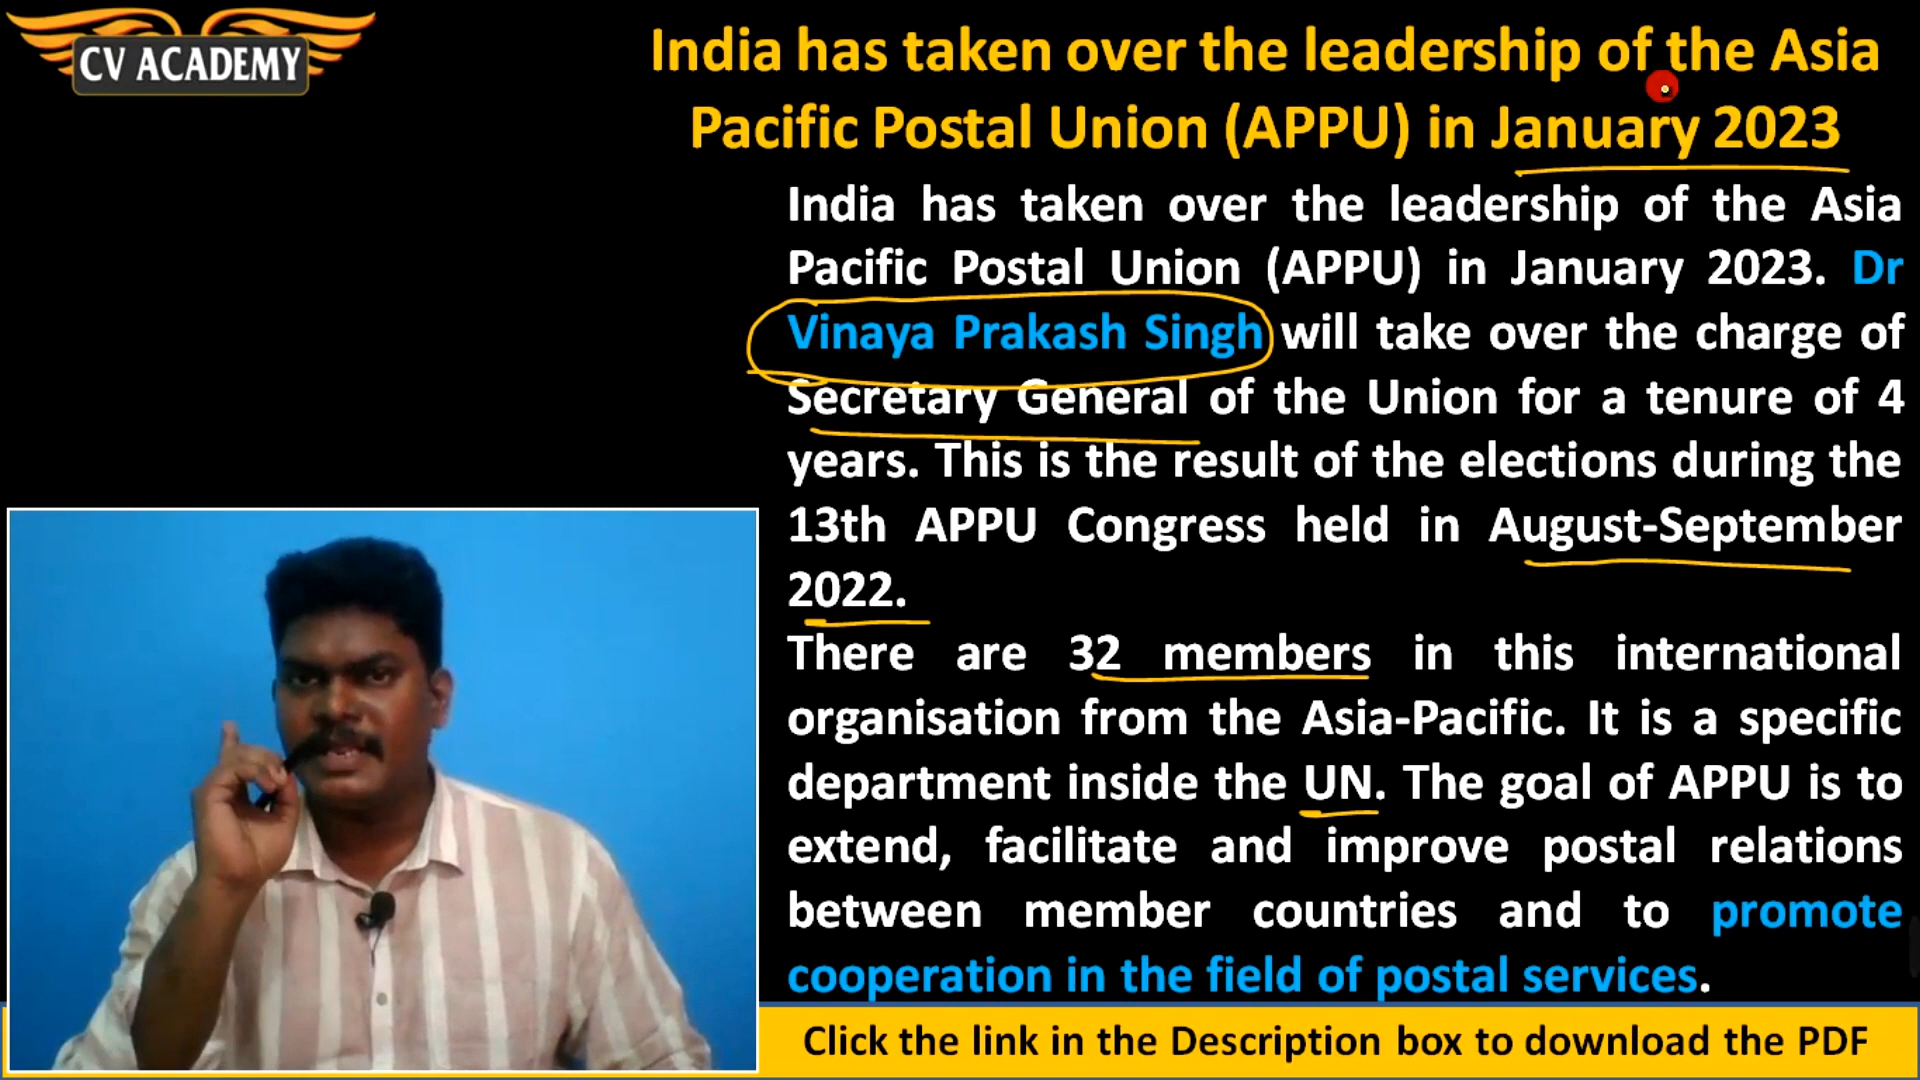 CV ACADEMY
India has taken over the leadership of the Asia
Pacific Postal Union (APPU) in January 2023
India has taken over the leadership of the Asia
Pacific Postal Union (APPU) in January 2023. Dr
Vinaya Prakash Singh will take over the charge of
Secretary General of the Union for a tenure of 4
years. This is the result of the elections during the
13th APPU Congress held in August-September
2022.
There are 32 members in this international
organisation from the Asia-Pacific. It is a specific
department inside the UN. The goal of APPU is to
extend, facilitate and improve postal relations
between member countries and to promote
cooperation in the field of postal services.
Click the link in the Description box to download the PDF